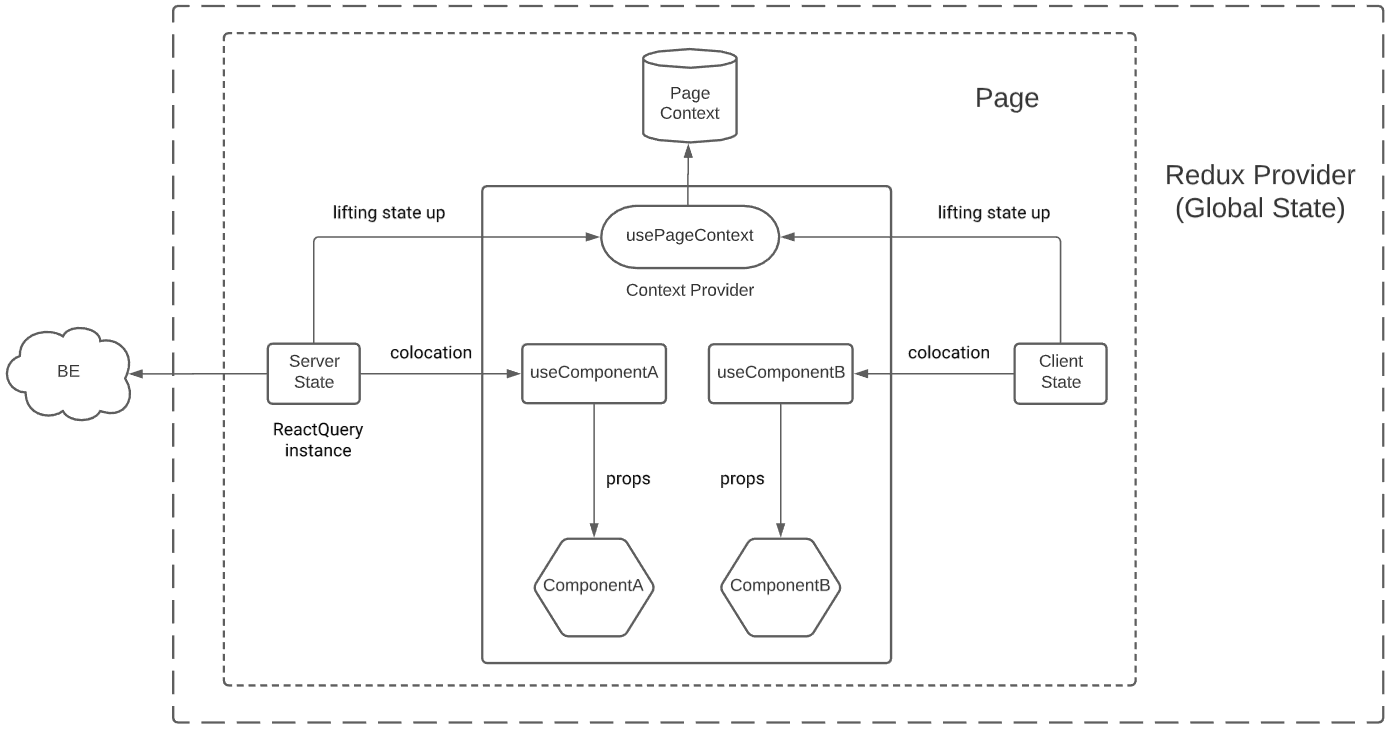 Page
Context
Page
Redux Provider
(Global State)
lifting state up
lifting state up
usePageContext
Context Provider
BE
Server
State
colocation
useComponentA
useComponentB
colocation
Client
State
ReactQuery
instance
props
props
ComponentA
ComponentB